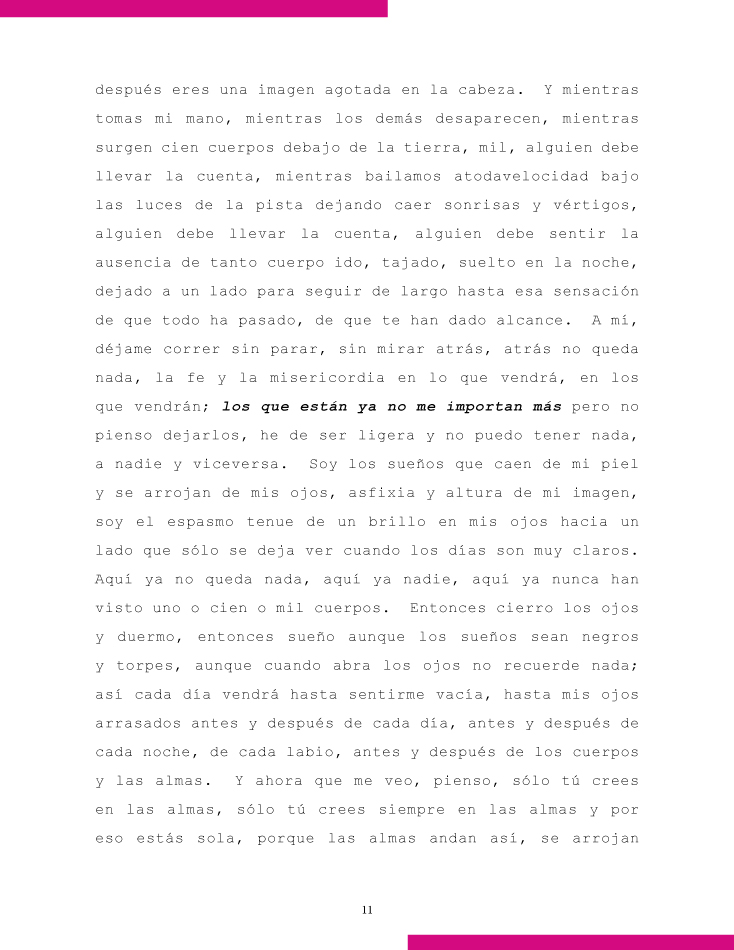 después eres una imagen agotada en la cabeza.  Y mientras
tomas mi mano, mientras los demás desaparecen, mientras
surgen cien cuerpos debajo de la tierra, mil, alguien debe
llevar la cuenta, mientras bailamos atodavelocidad bajo
las luces de la pista dejando caer sonrisas y vértigos,
alguien debe llevar la cuenta, alguien debe sentir la
ausencia de tanto cuerpo ido, tajado, suelto en la noche,
dejado a un lado para seguir de largo hasta esa sensación
de que todo ha pasado, de que te han dado alcance.  A mí,
déjame correr sin parar, sin mirar atrás, atrás no queda
nada, la fe y la misericordia en lo que vendrá, en los
que vendrán; los que están ya no me importan más pero no
pienso dejarlos, he de ser ligera y no puedo tener nada,
a nadie y viceversa.  Soy los sueños que caen de mi piel
y se arrojan de mis ojos, asfixia y altura de mi imagen,
soy el espasmo tenue de un brillo en mis ojos hacia un
lado que sólo se deja ver cuando los días son muy claros.
Aquí ya no queda nada, aquí ya nadie, aquí ya nunca han
visto uno o cien o mil cuerpos.  Entonces cierro los ojos
y duermo, entonces sueño aunque los sueños sean negros
y torpes, aunque cuando abra los ojos no recuerde nada;
así cada día vendrá hasta sentirme vacía, hasta mis ojos
arrasados antes y después de cada día, antes y después de
cada noche, de cada labio, antes y después de los cuerpos
y las almas.  Y ahora que me veo, pienso, sólo tú crees
en las almas, sólo tú crees siempre en las almas y por
eso estás sola, porque las almas andan así, se arrojan
11